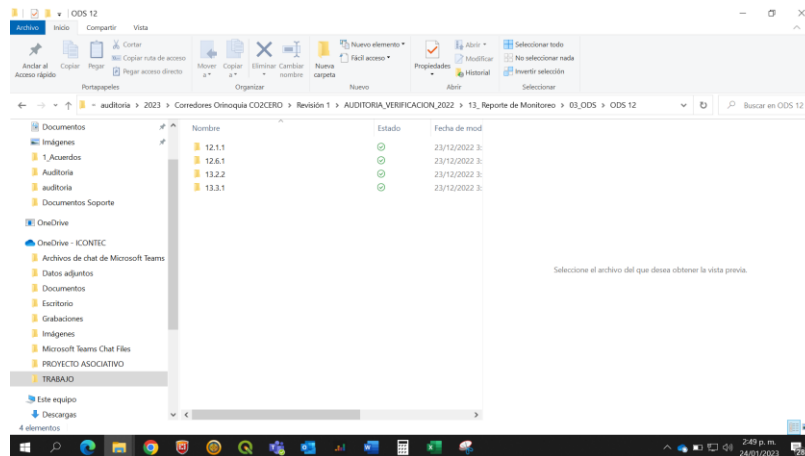 ODS 12
Archivo Inicio Compartir Vista
Anclar al Acceso rápido
Copiar
Pegar
Cortar
Copiar ruta de acceso
Pegar acceso directo
Portapapeles
Mover a
Copiar a
Eliminar
Cambiar nombre
Organizar
Nueva carpeta
Nuevo elemento
Fácil acceso
Nuevo
Propiedades
Abrir
Modificar
Historial
Abrir
Seleccionar todo
No seleccionar nada
Invertir selección
Seleccionar
auditoria > 2023 > Corredores Orinoquia CO2CERO > Revisión 1 > AUDITORIA_VERIFICACION_2022 > 13_Reporte de Monitoreo > 03_ODS > ODS 12
Buscar en ODS 12
Documentos
Imágenes
1_Acuerdos
Auditoria
auditoria
Documentos Soporte
OneDrive
OneDrive - ICONTEC
Archivos de chat de Microsoft Teams
Datos adjuntos
Documentos
Escritorio
Grabaciones
Imágenes
Microsoft Teams Chat Files
PROYECTO ASOCIATIVO
TRABAJO
Este equipo
Descargas
Nombre Estado Fecha de mod
12.1.1 23/12/2022 3:
12.6.1 23/12/2022 3:
13.2.2 23/12/2022 3:
13.3.1 23/12/2022 3:
Seleccione el archivo del que desea obtener la vista previa.
4 elementos
2:49 p. m.
24/01/2023